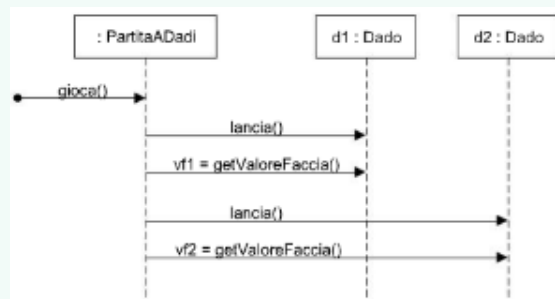 : PartitaADadi
d1 : Dado
d2 : Dado
gioca()
lancia()
vf1 = getValoreFaccia()
lancia()
vf2 = getValoreFaccia()